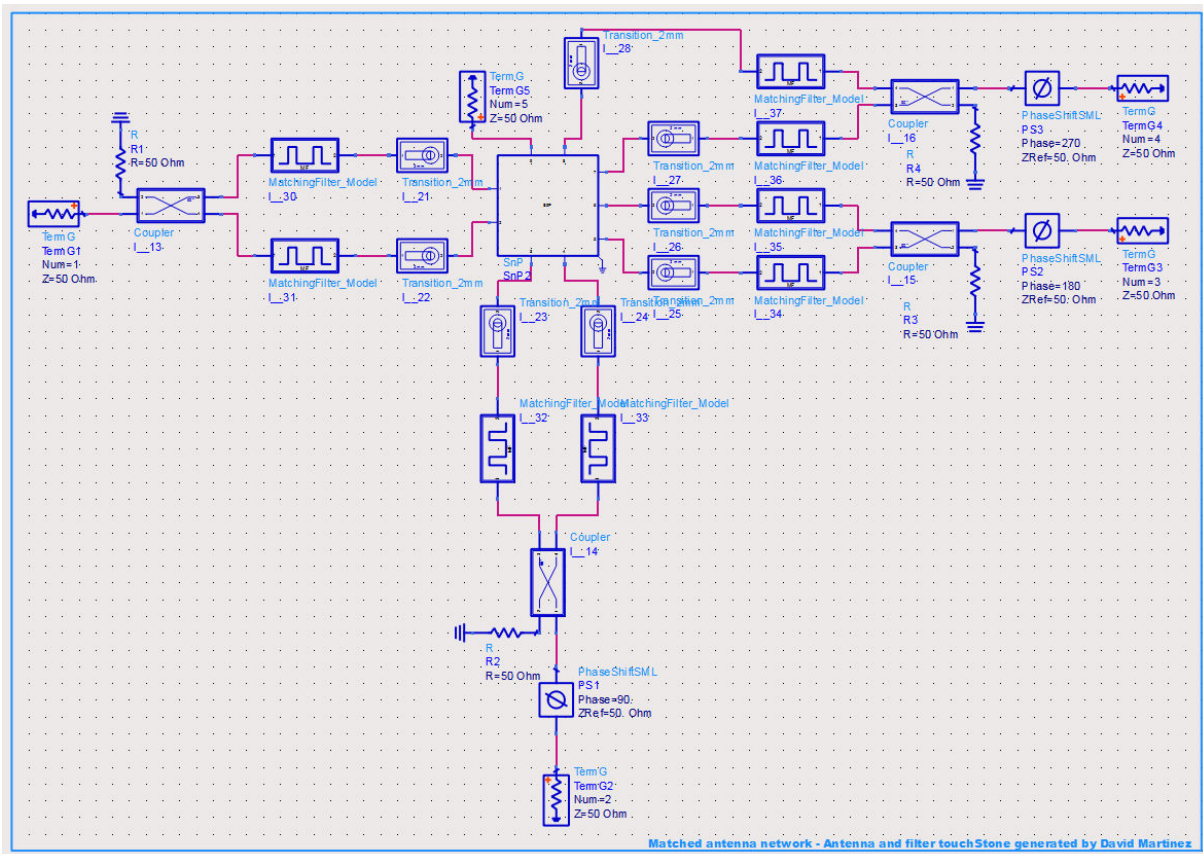 Transition_2mm
I__28
TermG
TermG5
Num=5
Z=50 Ohm
MatchingFilter_Model
I__37
Coupler
I__16
PhaseShiftSML
PS3
Phase=270
ZRef=50. Ohm
TermG
TermG4
Num=4
Z=50 Ohm
R
R1
R=50 Ohm
MatchingFilter_Model
I__30
Transition_2mm
I__21
Transition_2mm
I__27
MatchingFilter_Model
I__36
R
R4
R=50 Ohm
TermG
TermG1
Num=1
Z=50 Ohm
Coupler
I__13
MatchingFilter_Model
I__31
Transition_2mm
I__22
SnP
SnP2
Transition_2mm
I__26
MatchingFilter_Model
I__35
Coupler
I__15
PhaseShiftSML
PS2
Phase=180
ZRef=50. Ohm
TermG
TermG3
Num=3
Z=50 Ohm
Transition_2mm
I__23
Transition_2mm
I__24
Transition_2mm
I__25
MatchingFilter_Model
I__34
R
R3
R=50 Ohm
MatchingFilter_Model
I__32
MatchingFilter_Model
I__33
Coupler
I__14
R
R2
R=50 Ohm
PhaseShiftSML
PS1
Phase=90.
ZRef=50. Ohm
TermG
TermG2
Num=2
Z=50 Ohm
Matched antenna network - Antenna and filter touchStone generated by David Martinez